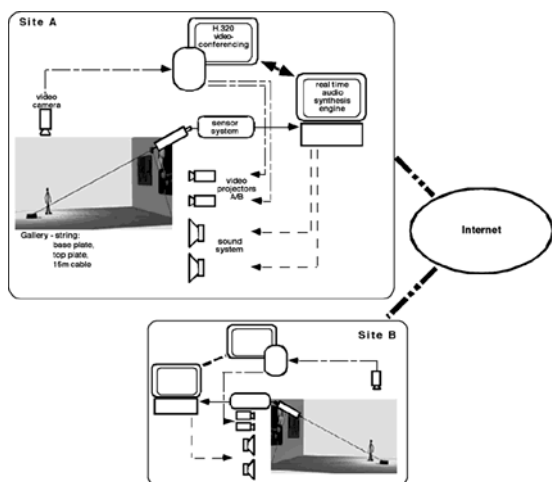 Site A
H.320
video-
conferencing
video
camera
real time
audio
synthesis
engine
sensor
system
video
projectors
A/B
Gallery - string:
base plate,
top plate,
15m cable
sound
system
Internet
Site B